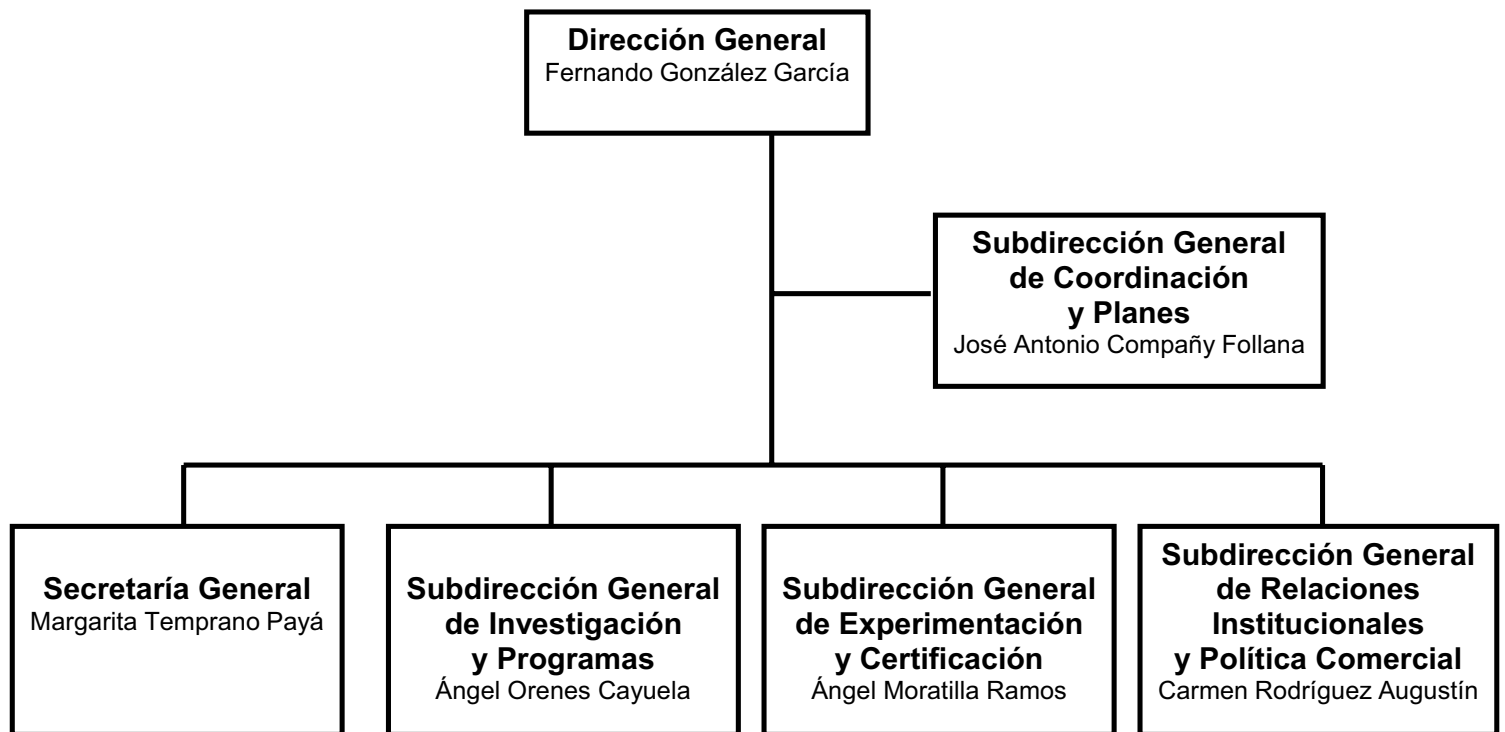 Dirección General
Fernando González García
Subdirección General
de Coordinación
y Planes
José Antonio Compañy Follana
Secretaría General
Margarita Temprano Payá
Subdirección General
de Investigación
y Programas
Ángel Orenes Cayuela
Subdirección General
de Experimentación
y Certificación
Ángel Moratilla Ramos
Subdirección General
de Relaciones
Institucionales
y Política Comercial
Carmen Rodríguez Augustín